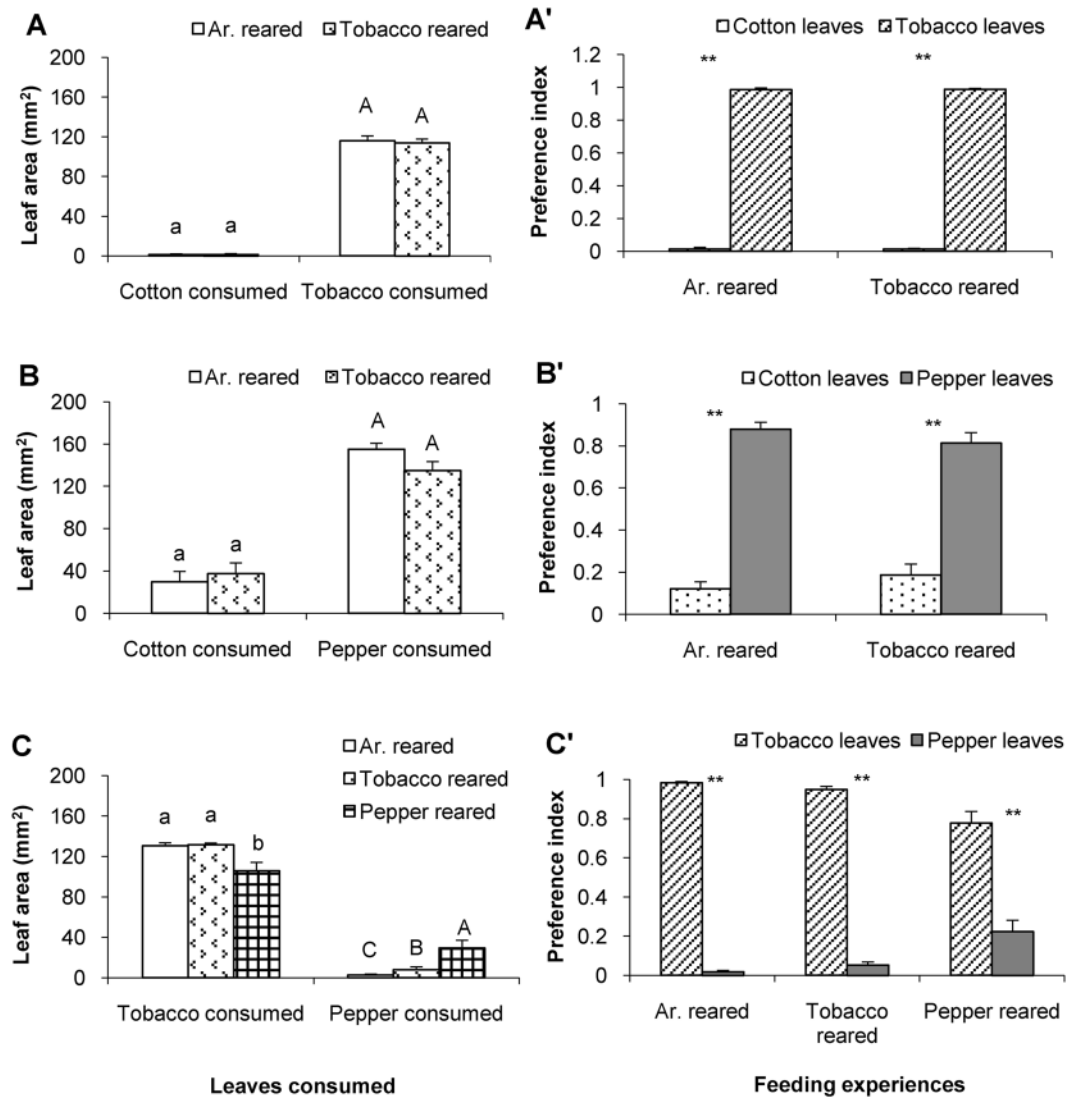 A
Ar. reared Tobacco reared
200
160
120
80
40
0
Leaf area (mm²)
a a A A
Cotton consumed Tobacco consumed
A'
Cotton leaves Tobacco leaves
1.2
1
0.8
0.6
0.4
0.2
0
Preference index
** **
Ar. reared Tobacco reared
B
Ar. reared Tobacco reared
200
160
120
80
40
0
Leaf area (mm²)
a a A A
Cotton consumed Pepper consumed
B'
Cotton leaves Pepper leaves
1
0.8
0.6
0.4
0.2
0
Preference index
** **
Ar. reared Tobacco reared
C
Ar. reared
Tobacco reared
Pepper reared
200
160
120
80
40
0
Leaf area (mm²)
a a b C B A
Tobacco consumed Pepper consumed
Leaves consumed
C'
Tobacco leaves Pepper leaves
1
0.8
0.6
0.4
0.2
0
Preference index
** ** **
Ar. reared Tobacco Pepper reared
reared
Feeding experiences